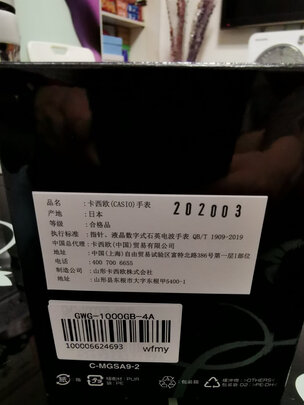 品名 :卡西欧(CASIO)手表
产地 :日本 202003
等级 :合格品
执行标准 :指针、液晶数字式石英电波手表 QB/T 1909-2019
中国总代理 :卡西欧(中国)贸易有限公司
地址 :中国(上海)自由贸易试验区富特北路386号第一层1部位
电话 :400 700 6655
制造公司 :山形卡西欧株式会社
地址 :山形县东根市大字东根甲5400-1
GWG-1000GB-4A
100006624693
wfmy
C-MGSA9-2
紙
プラ